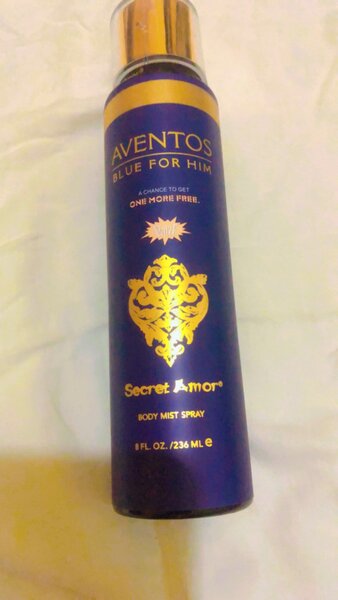 AVENTOS
BLUE FOR HIM
A CHANCE TO GET
ONE MORE FREE.
Secret Amor®
BODY MIST SPRAY
8 FL. OZ. /236 ML e